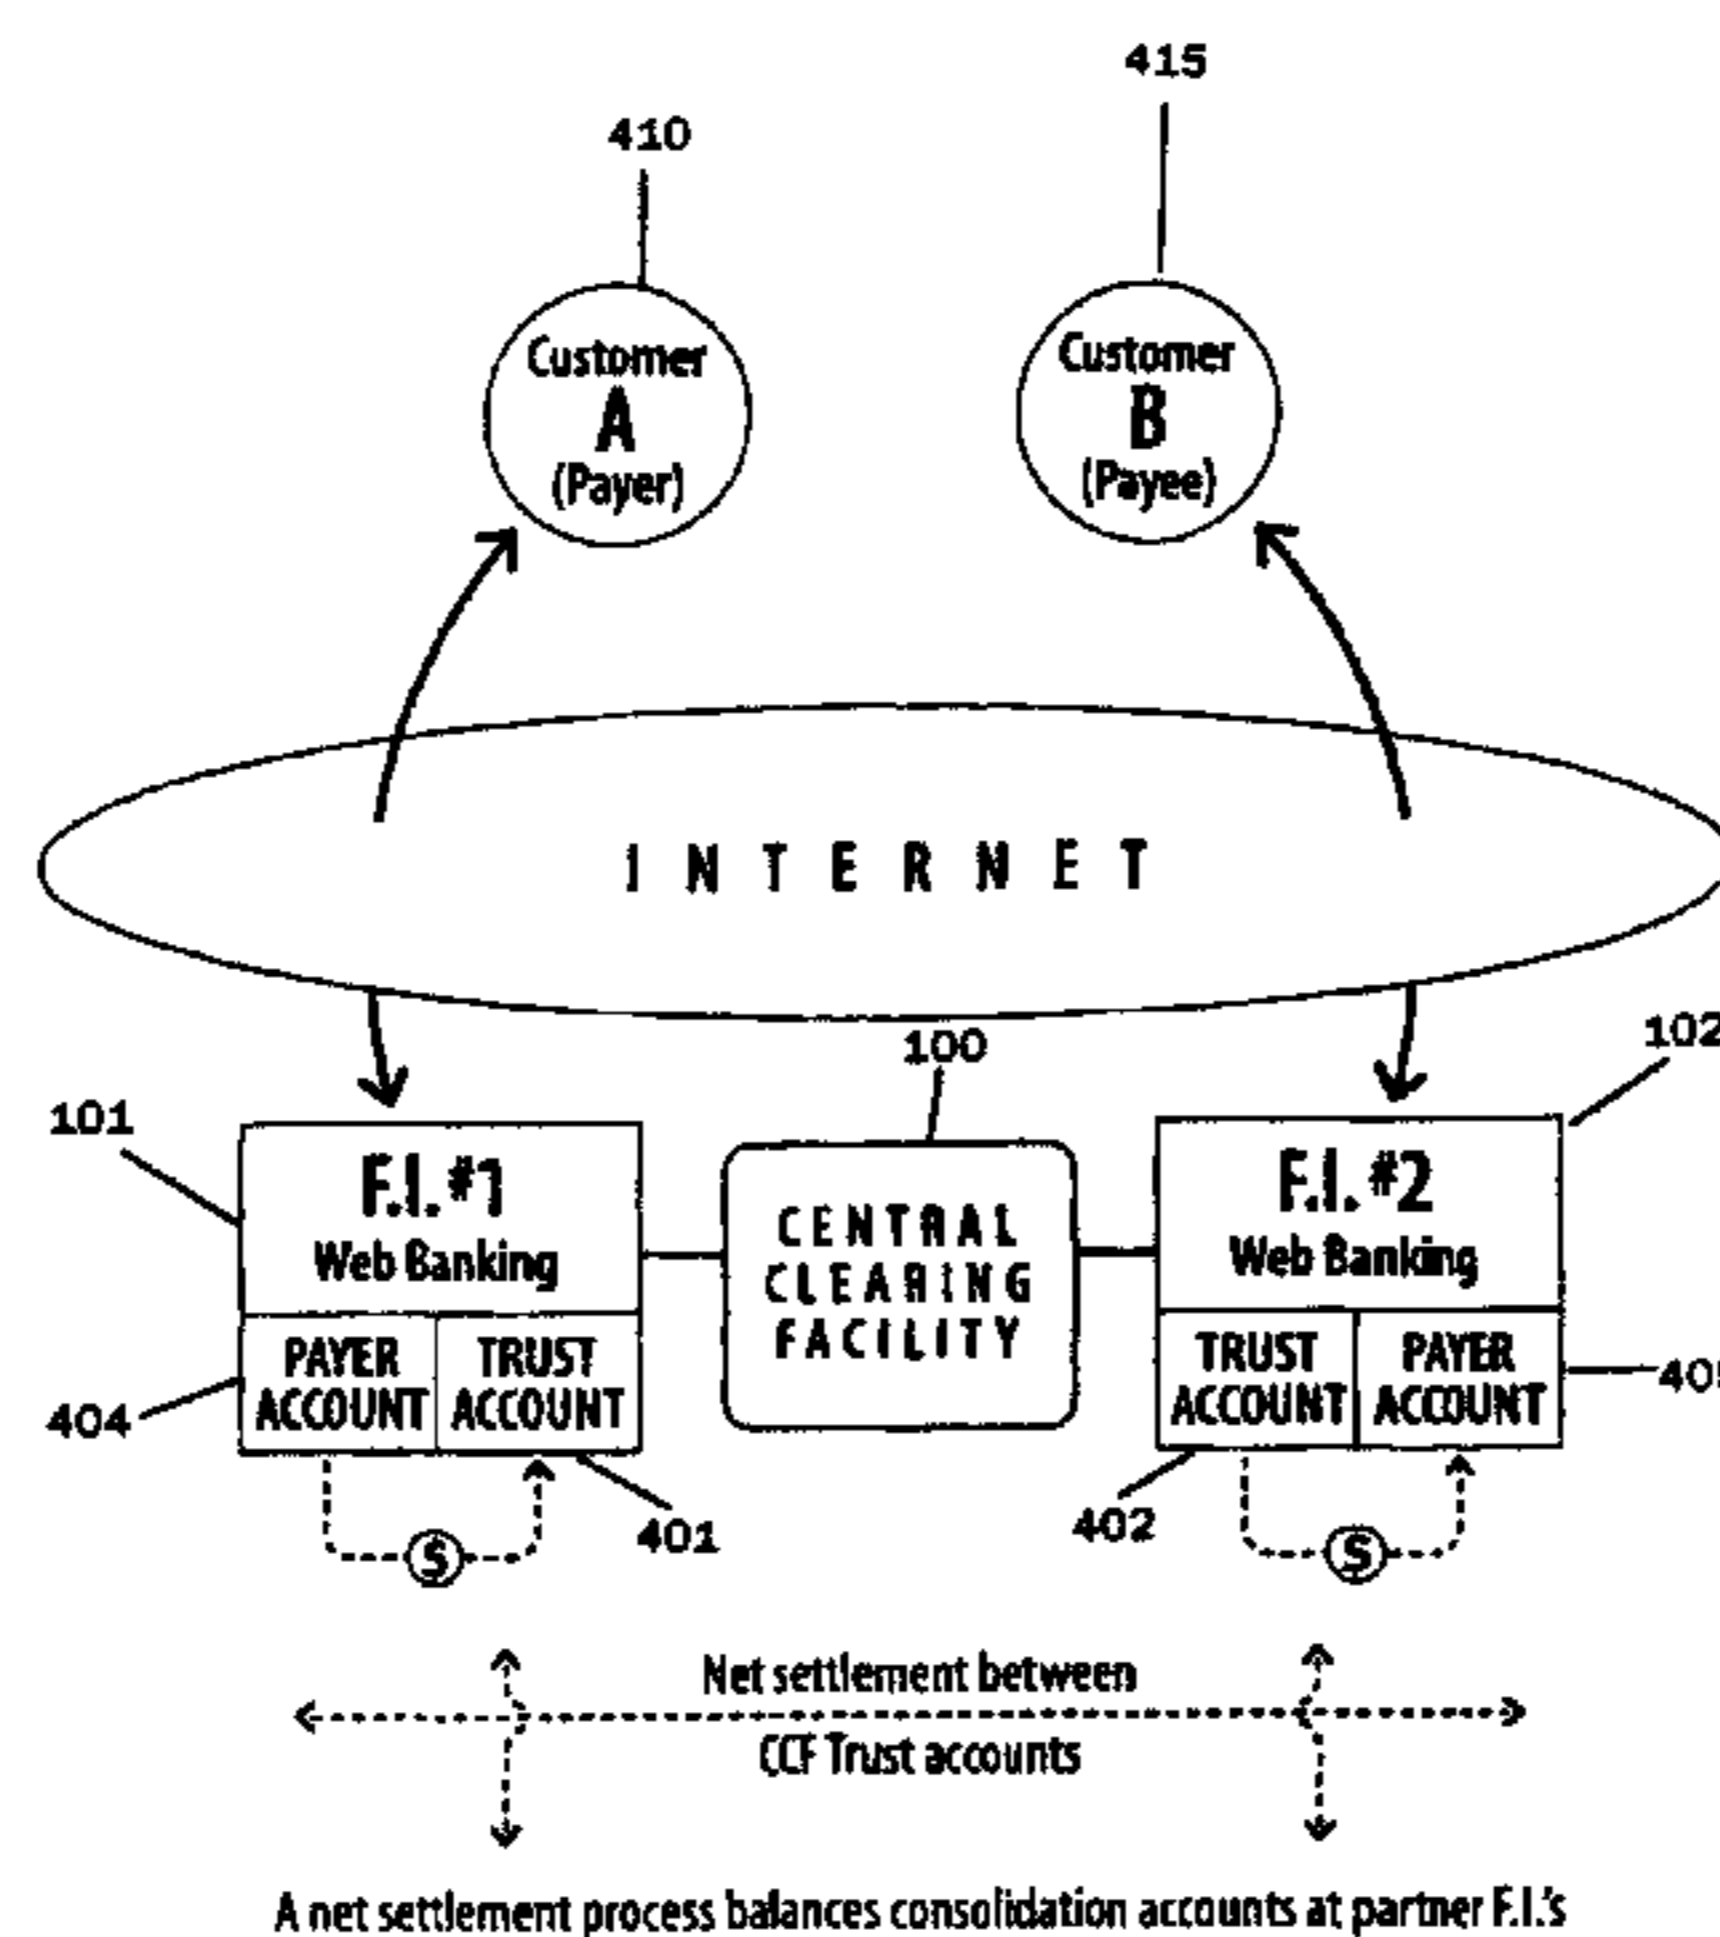 415
410
Customer
A
(Payer)
Customer
B
(Payee)
INTERNET
100
102
101
F.I. #1
Web Banking
CENTRAL
CLEARING
FACILITY
F.I. #2
Web Banking
PAYER
ACCOUNT
TRUST
ACCOUNT
TRUST
ACCOUNT
PAYER
ACCOUNT
404
401
402
$
$
Net settlement between
CCF Trust accounts
A net settlement process balances consolidation accounts at partner F.I.'s